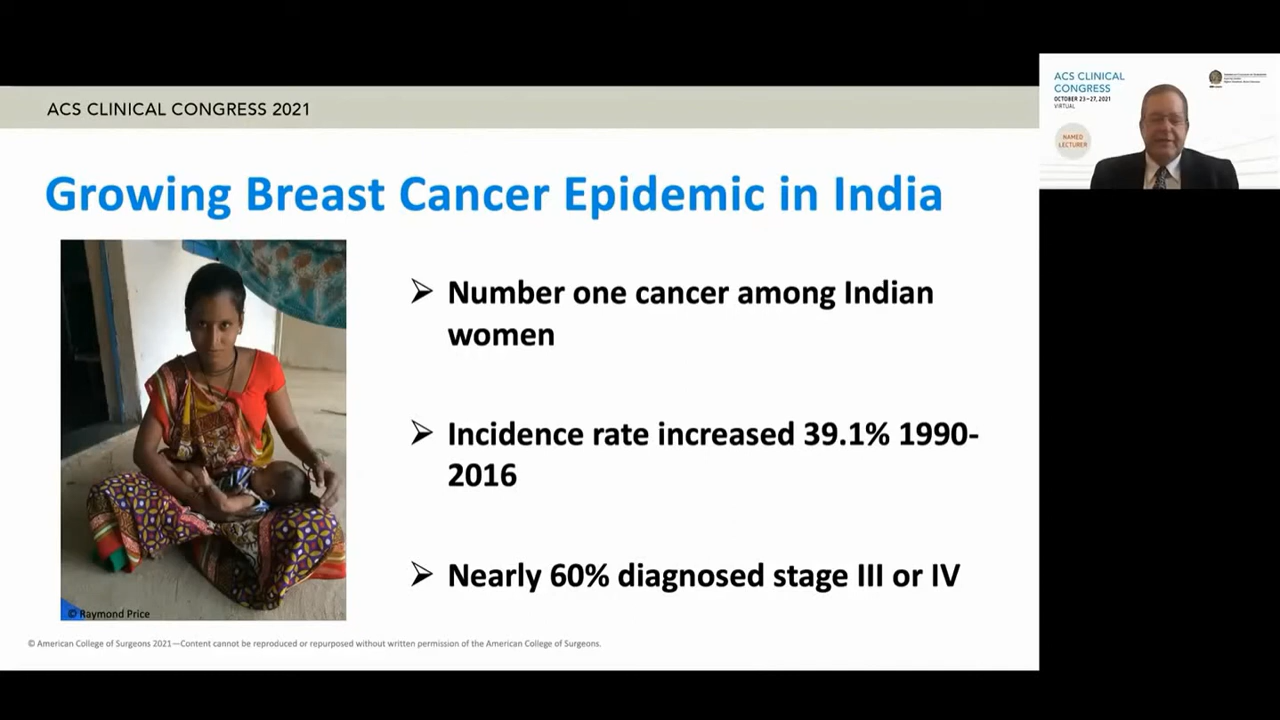 ACS CLINICAL CONGRESS 2021
Growing Breast Cancer Epidemic in India
➢ Number one cancer among Indian
women
➢ Incidence rate increased 39.1% 1990-
2016
➢ Nearly 60% diagnosed stage III or IV
© Raymond Price
© American College of Surgeons 2021—Content cannot be reproduced or repurposed without written permission of the American College of Surgeons.
ACS CLINICAL
CONGRESS
OCTOBER 23–27, 2021
VIRTUAL
NAMED
LECTURER